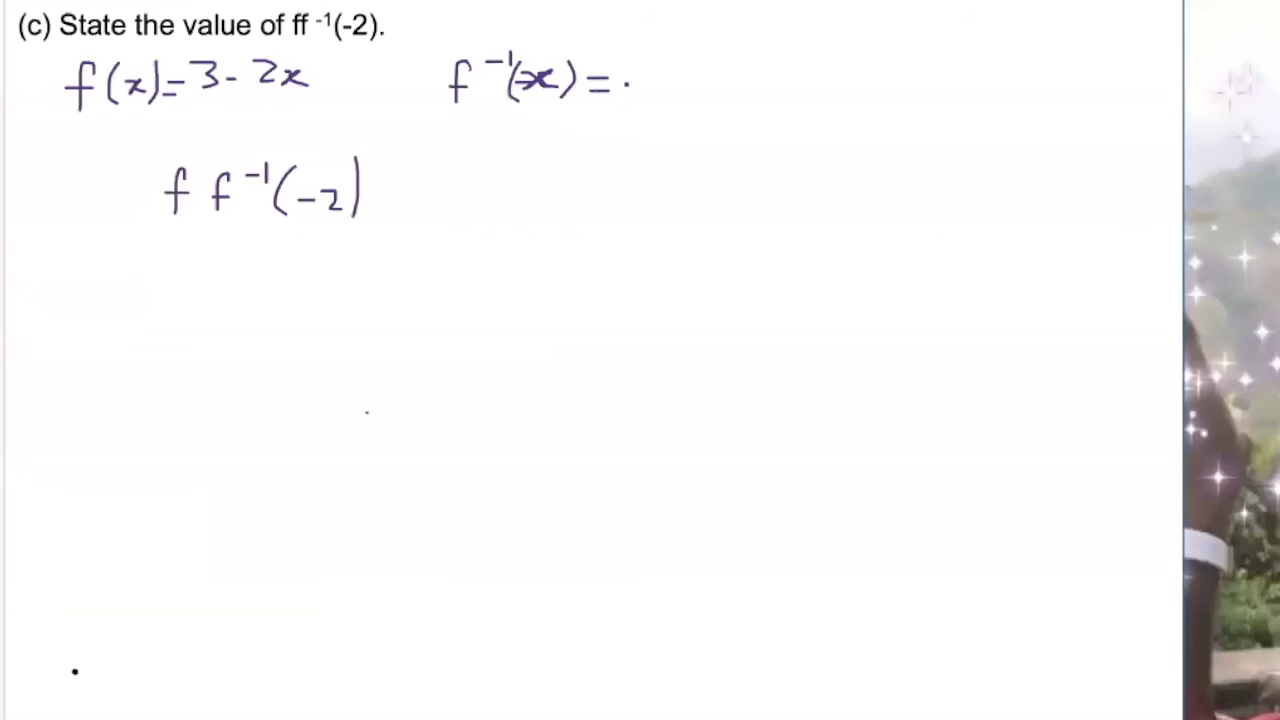 (c) State the value of ff ⁻¹(-2).
f(x)=3-2x f⁻¹(x)=
f f⁻¹(-2)